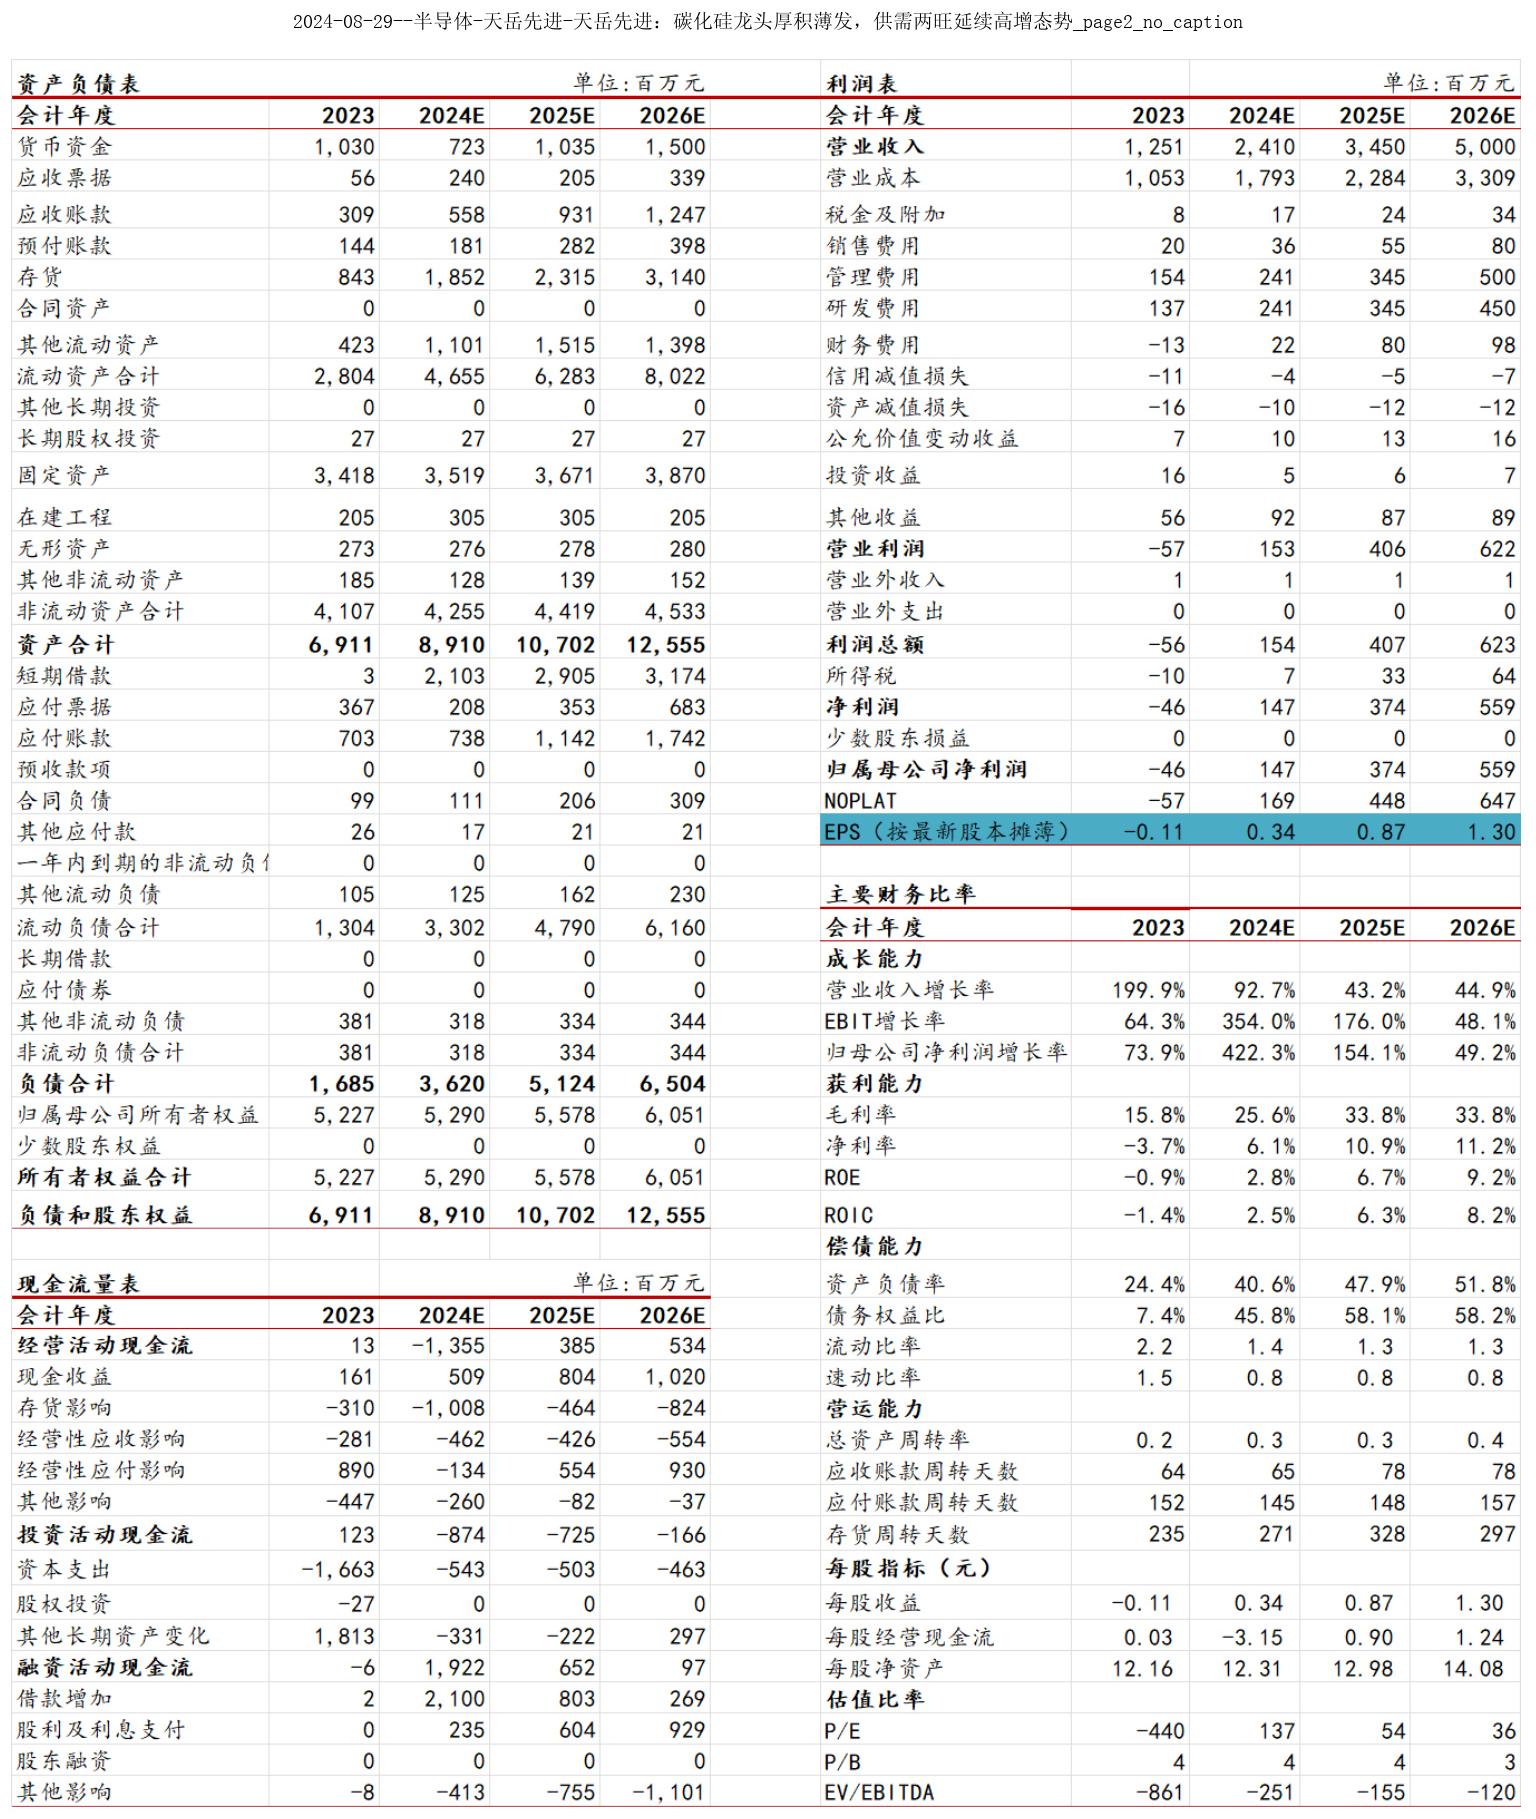 2024-08-29--半导体-天岳先进-天岳先进：碳化硅龙头厚积薄发，供需两旺延续高增态势_page2_no_caption
资产负债表 单位:百万元
会计年度 2023 2024E 2025E 2026E
货币资金 1,030 723 1,035 1,500
应收票据 56 240 205 339
应收账款 309 558 931 1,247
预付账款 144 181 282 398
存货 843 1,852 2,315 3,140
合同资产 0 0 0 0
其他流动资产 423 1,101 1,515 1,398
流动资产合计 2,804 4,655 6,283 8,022
其他长期投资 0 0 0 0
长期股权投资 27 27 27 27
固定资产 3,418 3,519 3,671 3,870
在建工程 205 305 305 205
无形资产 273 276 278 280
其他非流动资产 185 128 139 152
非流动资产合计 4,107 4,255 4,419 4,533
资产合计 6,911 8,910 10,702 12,555
短期借款 3 2,103 2,905 3,174
应付票据 367 208 353 683
应付账款 703 738 1,142 1,742
预收款项 0 0 0 0
合同负债 99 111 206 309
其他应付款 26 17 21 21
一年内到期的非流动负 0 0 0 0
其他流动负债 105 125 162 230
流动负债合计 1,304 3,302 4,790 6,160
长期借款 0 0 0 0
应付债券 0 0 0 0
其他非流动负债 381 318 334 344
非流动负债合计 381 318 334 344
负债合计 1,685 3,620 5,124 6,504
归属母公司所有者权益 5,227 5,290 5,578 6,051
少数股东权益 0 0 0 0
所有者权益合计 5,227 5,290 5,578 6,051
负债和股东权益 6,911 8,910 10,702 12,555
现金流量表 单位:百万元
会计年度 2023 2024E 2025E 2026E
经营活动现金流 13 -1,355 385 534
现金收益 161 509 804 1,020
存货影响 -310 -1,008 -464 -824
经营性应收影响 -281 -462 -426 -554
经营性应付影响 890 -134 554 930
其他影响 -447 -260 -82 -37
投资活动现金流 123 -874 -725 -166
资本支出 -1,663 -543 -503 -463
股权投资 -27 0 0 0
其他长期资产变化 1,813 -331 -222 297
融资活动现金流 -6 1,922 652 97
借款增加 2 2,100 803 269
股利及利息支付 0 235 604 929
股东融资 0 0 0 0
其他影响 -8 -413 -755 -1,101
利润表 单位:百万元
会计年度 2023 2024E 2025E 2026E
营业收入 1,251 2,410 3,450 5,000
营业成本 1,053 1,793 2,284 3,309
税金及附加 8 17 24 34
销售费用 20 36 55 80
管理费用 154 241 345 500
研发费用 137 241 345 450
财务费用 -13 22 80 98
信用减值损失 -11 -4 -5 -7
资产减值损失 -16 -10 -12 -12
公允价值变动收益 7 10 13 16
投资收益 16 5 6 7
其他收益 56 92 87 89
营业利润 -57 153 406 622
营业外收入 1 1 1 1
营业外支出 0 0 0 0
利润总额 -56 154 407 623
所得税 -10 7 33 64
净利润 -46 147 374 559
少数股东损益 0 0 0 0
归属母公司净利润 -46 147 374 559
NOPLAT -57 169 448 647
EPS（按最新股本摊薄） -0.11 0.34 0.87 1.30
主要财务比率
会计年度 2023 2024E 2025E 2026E
成长能力
营业收入增长率 199.9% 92.7% 43.2% 44.9%
EBIT增长率 64.3% 354.0% 176.0% 48.1%
归母公司净利润增长率 73.9% 422.3% 154.1% 49.2%
获利能力
毛利率 15.8% 25.6% 33.8% 33.8%
净利率 -3.7% 6.1% 10.9% 11.2%
ROE -0.9% 2.8% 6.7% 9.2%
ROIC -1.4% 2.5% 6.3% 8.2%
偿债能力
资产负债率 24.4% 40.6% 47.9% 51.8%
债务权益比 7.4% 45.8% 58.1% 58.2%
流动比率 2.2 1.4 1.3 1.3
速动比率 1.5 0.8 0.8 0.8
营运能力
总资产周转率 0.2 0.3 0.3 0.4
应收账款周转天数 64 65 78 78
应付账款周转天数 152 145 148 157
存货周转天数 235 271 328 297
每股指标（元）
每股收益 -0.11 0.34 0.87 1.30
每股经营现金流 0.03 -3.15 0.90 1.24
每股净资产 12.16 12.31 12.98 14.08
估值比率
P/E -440 137 54 36
P/B 4 4 4 3
EV/EBITDA -861 -251 -155 -120